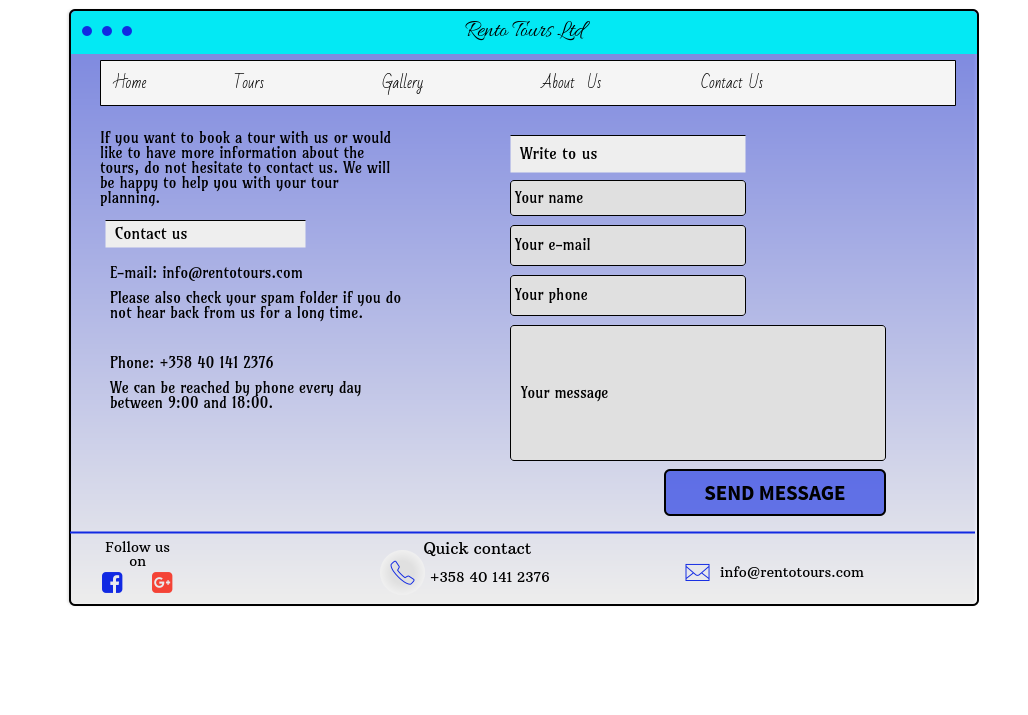 Rento Tours Ltd
Home Tours Gallery About Us Contact Us
If you want to book a tour with us or would
like to have more information about the
tours, do not hesitate to contact us. We will
be happy to help you with your tour
planning.
Contact us
E-mail: info@rentotours.com
Please also check your spam folder if you do
not hear back from us for a long time.
Phone: +358 40 141 2376
We can be reached by phone every day
between 9:00 and 18:00.
Write to us
Your name
Your e-mail
Your phone
Your message
SEND MESSAGE
Follow us
on
G+
Quick contact
+358 40 141 2376
info@rentotours.com